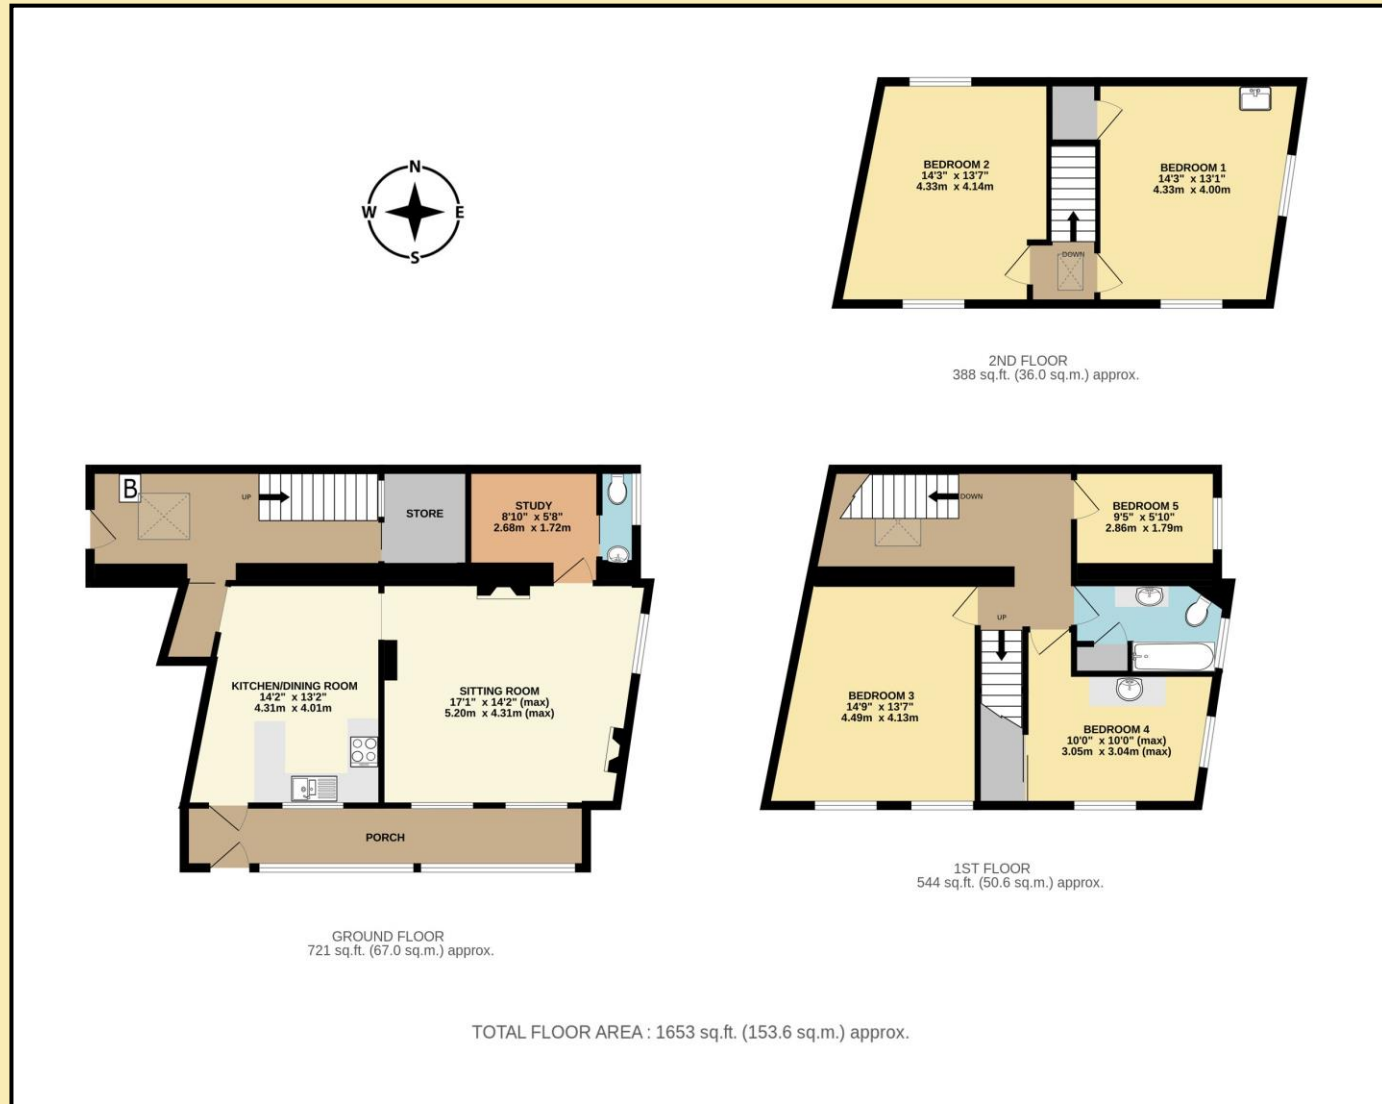 BEDROOM 2
14'3" x 13'7"
4.33m x 4.14m
DOWN
BEDROOM 1
14'3" x 13'1"
4.33m x 4.00m
2ND FLOOR
388 sq.ft. (36.0 sq.m.) approx.
N
W E
S
B
UP
STORE
STUDY
8'10" x 5'8"
2.68m x 1.72m
KITCHEN/DINING ROOM
14'2" x 13'2"
4.31m x 4.01m
SITTING ROOM
17'1" x 14'2" (max)
5.20m x 4.31m (max)
PORCH
GROUND FLOOR
721 sq.ft. (67.0 sq.m.) approx.
DOWN
BEDROOM 5
9'5" x 5'10"
2.86m x 1.79m
UP
BEDROOM 3
14'9" x 13'7"
4.49m x 4.13m
BEDROOM 4
10'0" x 10'0" (max)
3.05m x 3.04m (max)
1ST FLOOR
544 sq.ft. (50.6 sq.m.) approx.
TOTAL FLOOR AREA : 1653 sq.ft. (153.6 sq.m.) approx.